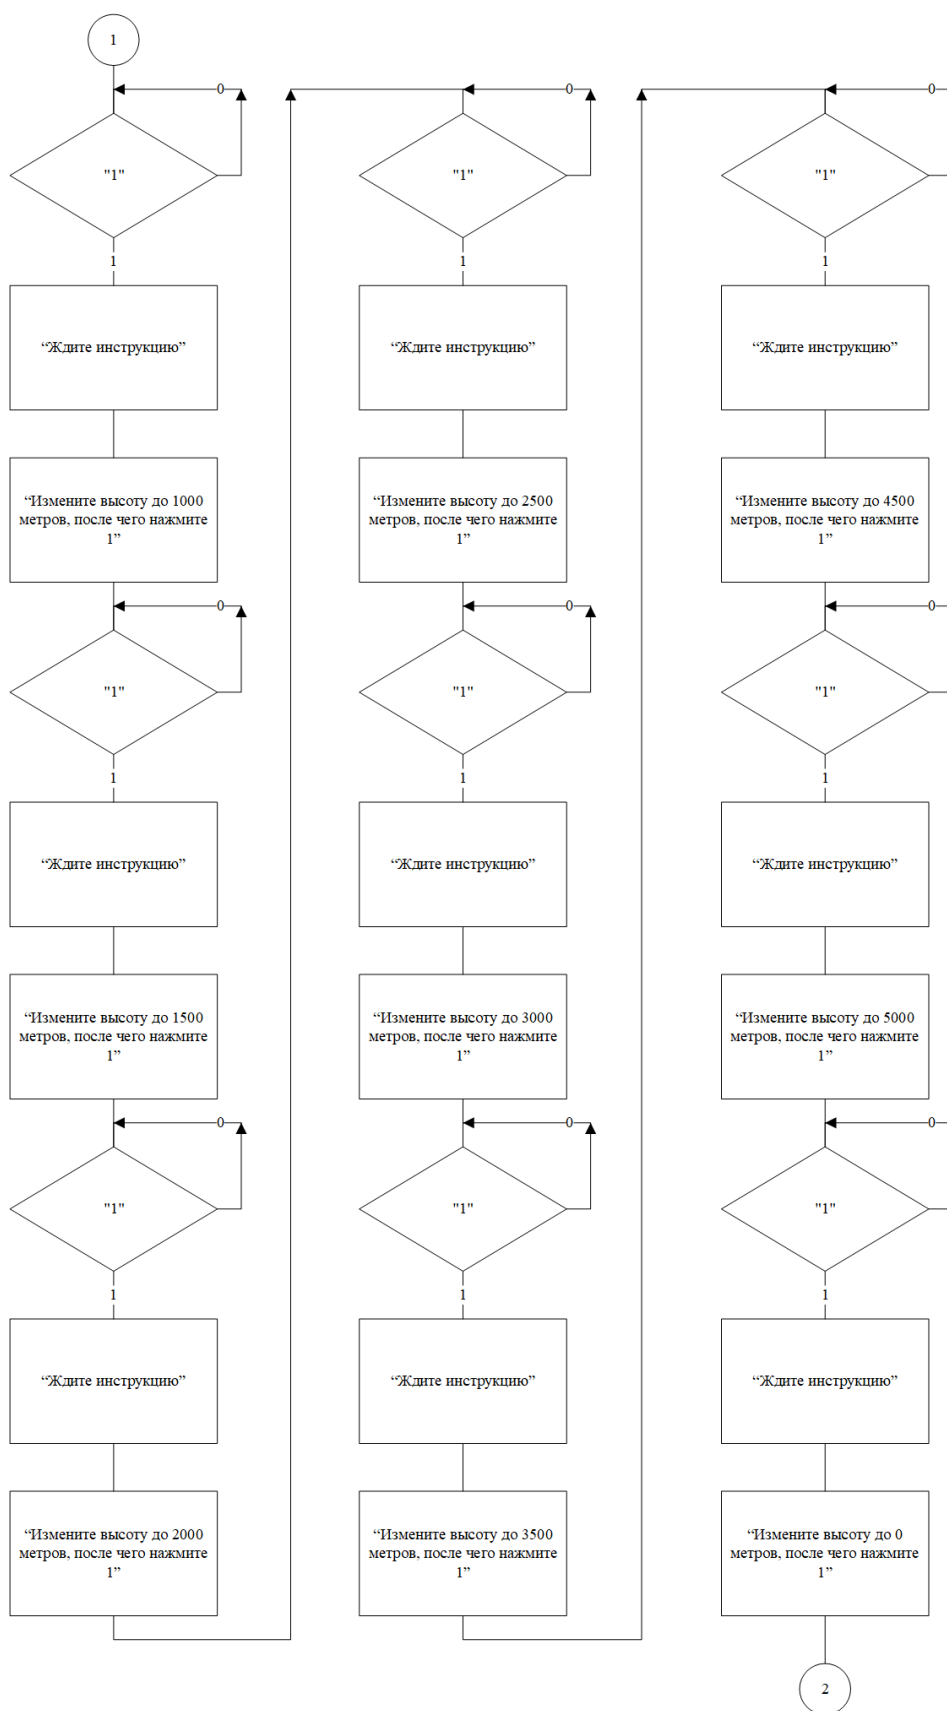 1
0
"1"
1
“Ждите инструкцию”
“Измените высоту до 1000
метров, после чего нажмите
1”
0
"1"
1
“Ждите инструкцию”
“Измените высоту до 1500
метров, после чего нажмите
1”
0
"1"
1
“Ждите инструкцию”
“Измените высоту до 2000
метров, после чего нажмите
1”
0
"1"
1
“Ждите инструкцию”
“Измените высоту до 2500
метров, после чего нажмите
1”
0
"1"
1
“Ждите инструкцию”
“Измените высоту до 3000
метров, после чего нажмите
1”
0
"1"
1
“Ждите инструкцию”
“Измените высоту до 3500
метров, после чего нажмите
1”
0
"1"
1
“Ждите инструкцию”
“Измените высоту до 4500
метров, после чего нажмите
1”
0
"1"
1
“Ждите инструкцию”
“Измените высоту до 5000
метров, после чего нажмите
1”
0
"1"
1
“Ждите инструкцию”
“Измените высоту до 0
метров, после чего нажмите
1”
2